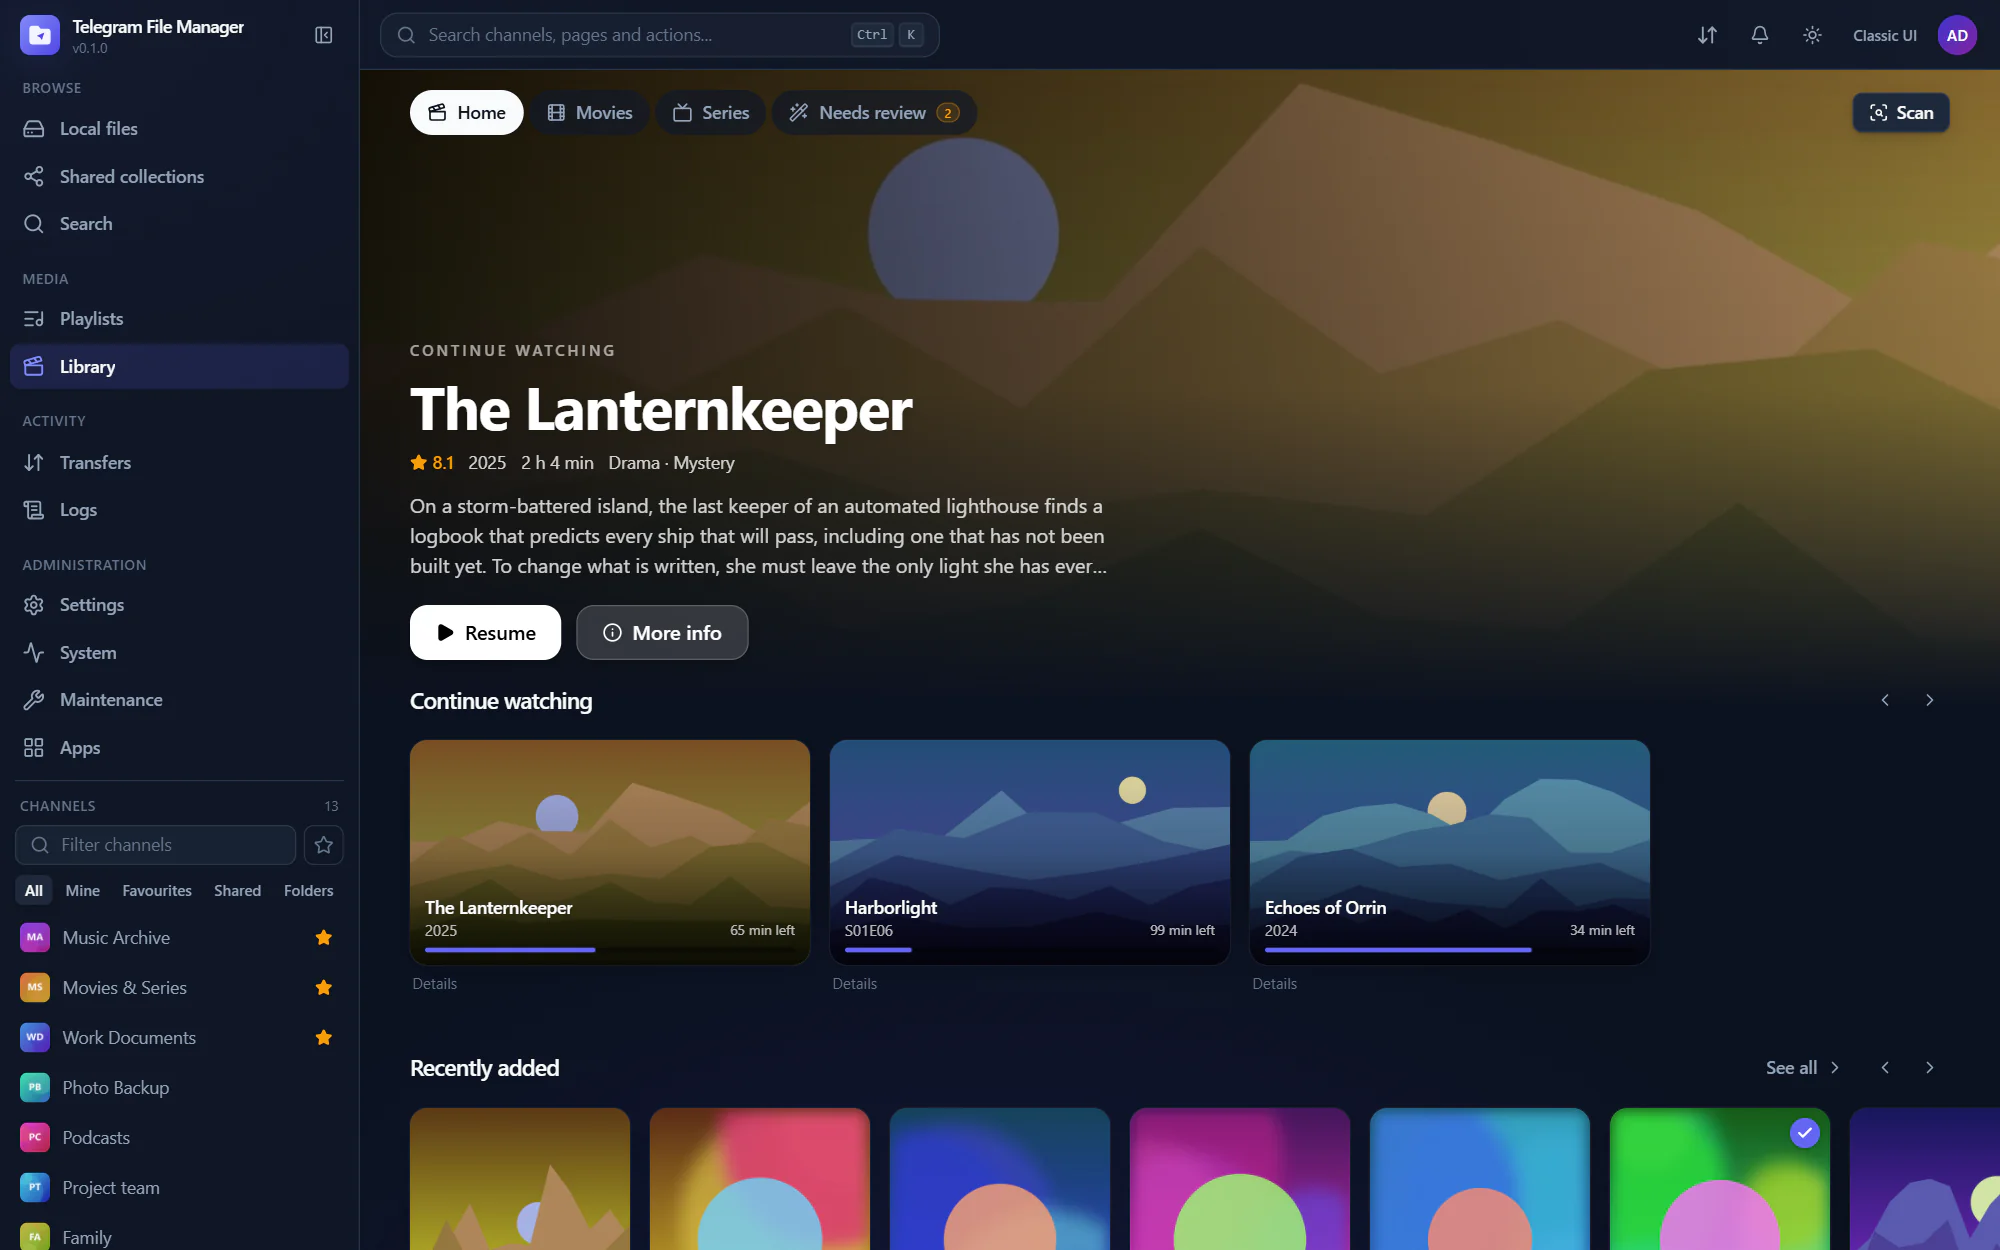 Telegram File Manager
v0.1.0
BROWSE
Local files
Shared collections
Search
MEDIA
Playlists
Library
ACTIVITY
Transfers
Logs
ADMINISTRATION
Settings
System
Maintenance
Apps
CHANNELS 13
Filter channels
All Mine Favourites Shared Folders
MA Music Archive
MS Movies & Series
WD Work Documents
PB Photo Backup
PC Podcasts
PT Project team
FA Family
Search channels, pages and actions... Ctrl K
Classic UI AD
Home Movies Series Needs review 2
Scan
CONTINUE WATCHING
The Lanternkeeper
8.1 2025 2 h 4 min Drama · Mystery
On a storm-battered island, the last keeper of an automated lighthouse finds a
logbook that predicts every ship that will pass, including one that has not been
built yet. To change what is written, she must leave the only light she has ever...
Resume More info
Continue watching
The Lanternkeeper
2025 65 min left
Details
Harborlight
S01E06 99 min left
Details
Echoes of Orrin
2024 34 min left
Details
Recently added See all